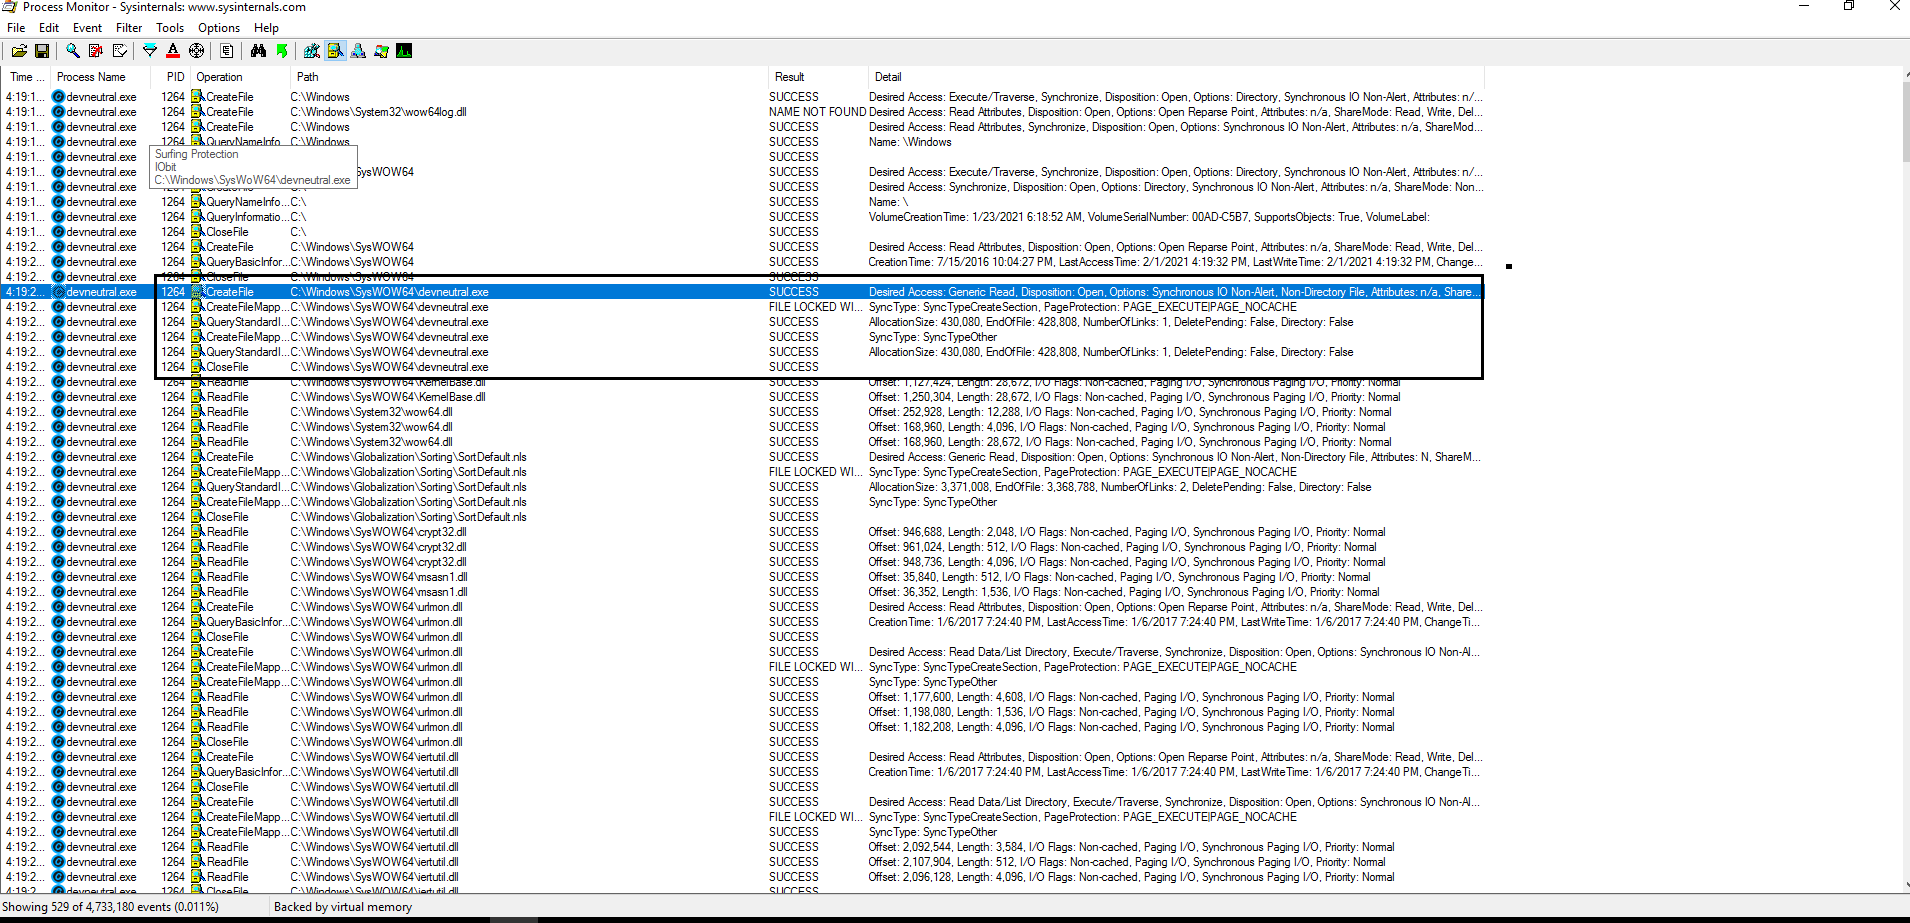 Process Monitor - Sysinternals: www.sysinternals.com
File Edit Event Filter Tools Options Help
Time ... Process Name PID Operation Path Result Detail
4:19:1... devneutral.exe 1264 CreateFile C:\Windows SUCCESS Desired Access: Execute/Traverse, Synchronize, Disposition: Open, Options: Directory, Synchronous IO Non-Alert, Attributes: n/...
4:19:1... devneutral.exe 1264 CreateFile C:\Windows\System32\wow64log.dll NAME NOT FOUND Desired Access: Read Attributes, Disposition: Open, Options: Open Reparse Point, Attributes: n/a, ShareMode: Read, Write, Del...
4:19:1... devneutral.exe 1264 CreateFile C:\Windows SUCCESS Desired Access: Read Attributes, Synchronize, Disposition: Open, Options: Synchronous IO Non-Alert, Attributes: n/a, ShareMod...
4:19:1... devneutral.exe 1264 QueryNameInfo... C:\Windows SUCCESS Name: \Windows
4:19:1... devneutral.exe SUCCESS
Surfing Protection
IObit
C:\Windows\SysWoW64\devneutral.exe
4:19:1... devneutral.exe SysWOW64 SUCCESS Desired Access: Execute/Traverse, Synchronize, Disposition: Open, Options: Directory, Synchronous IO Non-Alert, Attributes: n/...
4:19:1... devneutral.exe 1264 CreateFile C:\ SUCCESS Desired Access: Synchronize, Disposition: Open, Options: Directory, Synchronous IO Non-Alert, Attributes: n/a, ShareMode: Non...
4:19:1... devneutral.exe 1264 QueryNameInfo... C:\ SUCCESS Name: \
4:19:1... devneutral.exe 1264 QueryInformatio... C:\ SUCCESS VolumeCreationTime: 1/23/2021 6:18:52 AM, VolumeSerialNumber: 00AD-C5B7, SupportsObjects: True, VolumeLabel:
4:19:1... devneutral.exe 1264 CloseFile C:\ SUCCESS
4:19:2... devneutral.exe 1264 CreateFile C:\Windows\SysWOW64 SUCCESS Desired Access: Read Attributes, Disposition: Open, Options: Open Reparse Point, Attributes: n/a, ShareMode: Read, Write, Del...
4:19:2... devneutral.exe 1264 QueryBasicInfor... C:\Windows\SysWOW64 SUCCESS CreationTime: 7/15/2016 10:04:27 PM, LastAccessTime: 2/1/2021 4:19:32 PM, LastWriteTime: 2/1/2021 4:19:32 PM, Change...
4:19:2... devneutral.exe 1264 CloseFile C:\Windows\SysWOW64 SUCCESS
4:19:2... devneutral.exe 1264 CreateFile C:\Windows\SysWOW64\devneutral.exe SUCCESS Desired Access: Generic Read, Disposition: Open, Options: Synchronous IO Non-Alert, Non-Directory File, Attributes: n/a, Share...
4:19:2... devneutral.exe 1264 CreateFileMapp... C:\Windows\SysWOW64\devneutral.exe FILE LOCKED WI... SyncType: SyncTypeCreateSection, PageProtection: PAGE_EXECUTE|PAGE_NOCACHE
4:19:2... devneutral.exe 1264 QueryStandardI... C:\Windows\SysWOW64\devneutral.exe SUCCESS AllocationSize: 430,080, EndOfFile: 428,808, NumberOfLinks: 1, DeletePending: False, Directory: False
4:19:2... devneutral.exe 1264 CreateFileMapp... C:\Windows\SysWOW64\devneutral.exe SUCCESS SyncType: SyncTypeOther
4:19:2... devneutral.exe 1264 QueryStandardI... C:\Windows\SysWOW64\devneutral.exe SUCCESS AllocationSize: 430,080, EndOfFile: 428,808, NumberOfLinks: 1, DeletePending: False, Directory: False
4:19:2... devneutral.exe 1264 CloseFile C:\Windows\SysWOW64\devneutral.exe SUCCESS
4:19:2... devneutral.exe 1264 ReadFile C:\Windows\SysWOW64\KernelBase.dll SUCCESS Offset: 1,127,424, Length: 28,672, I/O Flags: Non-cached, Paging I/O, Synchronous Paging I/O, Priority: Normal
4:19:2... devneutral.exe 1264 ReadFile C:\Windows\SysWOW64\KernelBase.dll SUCCESS Offset: 1,250,304, Length: 28,672, I/O Flags: Non-cached, Paging I/O, Synchronous Paging I/O, Priority: Normal
4:19:2... devneutral.exe 1264 ReadFile C:\Windows\System32\wow64.dll SUCCESS Offset: 252,928, Length: 12,288, I/O Flags: Non-cached, Paging I/O, Synchronous Paging I/O, Priority: Normal
4:19:2... devneutral.exe 1264 ReadFile C:\Windows\System32\wow64.dll SUCCESS Offset: 168,960, Length: 4,096, I/O Flags: Non-cached, Paging I/O, Synchronous Paging I/O, Priority: Normal
4:19:2... devneutral.exe 1264 ReadFile C:\Windows\System32\wow64.dll SUCCESS Offset: 168,960, Length: 28,672, I/O Flags: Non-cached, Paging I/O, Synchronous Paging I/O, Priority: Normal
4:19:2... devneutral.exe 1264 CreateFile C:\Windows\Globalization\Sorting\SortDefault.nls SUCCESS Desired Access: Generic Read, Disposition: Open, Options: Synchronous IO Non-Alert, Non-Directory File, Attributes: N, ShareM...
4:19:2... devneutral.exe 1264 CreateFileMapp... C:\Windows\Globalization\Sorting\SortDefault.nls FILE LOCKED WI... SyncType: SyncTypeCreateSection, PageProtection: PAGE_EXECUTE|PAGE_NOCACHE
4:19:2... devneutral.exe 1264 QueryStandardI... C:\Windows\Globalization\Sorting\SortDefault.nls SUCCESS AllocationSize: 3,371,008, EndOfFile: 3,368,788, NumberOfLinks: 2, DeletePending: False, Directory: False
4:19:2... devneutral.exe 1264 CreateFileMapp... C:\Windows\Globalization\Sorting\SortDefault.nls SUCCESS SyncType: SyncTypeOther
4:19:2... devneutral.exe 1264 CloseFile C:\Windows\Globalization\Sorting\SortDefault.nls SUCCESS
4:19:2... devneutral.exe 1264 ReadFile C:\Windows\SysWOW64\crypt32.dll SUCCESS Offset: 946,688, Length: 2,048, I/O Flags: Non-cached, Paging I/O, Synchronous Paging I/O, Priority: Normal
4:19:2... devneutral.exe 1264 ReadFile C:\Windows\SysWOW64\crypt32.dll SUCCESS Offset: 961,024, Length: 512, I/O Flags: Non-cached, Paging I/O, Synchronous Paging I/O, Priority: Normal
4:19:2... devneutral.exe 1264 ReadFile C:\Windows\SysWOW64\crypt32.dll SUCCESS Offset: 948,736, Length: 4,096, I/O Flags: Non-cached, Paging I/O, Synchronous Paging I/O, Priority: Normal
4:19:2... devneutral.exe 1264 ReadFile C:\Windows\SysWOW64\msasn1.dll SUCCESS Offset: 35,840, Length: 512, I/O Flags: Non-cached, Paging I/O, Synchronous Paging I/O, Priority: Normal
4:19:2... devneutral.exe 1264 ReadFile C:\Windows\SysWOW64\msasn1.dll SUCCESS Offset: 36,352, Length: 1,536, I/O Flags: Non-cached, Paging I/O, Synchronous Paging I/O, Priority: Normal
4:19:2... devneutral.exe 1264 CreateFile C:\Windows\SysWOW64\urlmon.dll SUCCESS Desired Access: Read Attributes, Disposition: Open, Options: Open Reparse Point, Attributes: n/a, ShareMode: Read, Write, Del...
4:19:2... devneutral.exe 1264 QueryBasicInfor... C:\Windows\SysWOW64\urlmon.dll SUCCESS CreationTime: 1/6/2017 7:24:40 PM, LastAccessTime: 1/6/2017 7:24:40 PM, LastWriteTime: 1/6/2017 7:24:40 PM, ChangeTi...
4:19:2... devneutral.exe 1264 CloseFile C:\Windows\SysWOW64\urlmon.dll SUCCESS
4:19:2... devneutral.exe 1264 CreateFile C:\Windows\SysWOW64\urlmon.dll SUCCESS Desired Access: Read Data/List Directory, Execute/Traverse, Synchronize, Disposition: Open, Options: Synchronous IO Non-Al...
4:19:2... devneutral.exe 1264 CreateFileMapp... C:\Windows\SysWOW64\urlmon.dll FILE LOCKED WI... SyncType: SyncTypeCreateSection, PageProtection: PAGE_EXECUTE|PAGE_NOCACHE
4:19:2... devneutral.exe 1264 CreateFileMapp... C:\Windows\SysWOW64\urlmon.dll SUCCESS SyncType: SyncTypeOther
4:19:2... devneutral.exe 1264 ReadFile C:\Windows\SysWOW64\urlmon.dll SUCCESS Offset: 1,177,600, Length: 4,608, I/O Flags: Non-cached, Paging I/O, Synchronous Paging I/O, Priority: Normal
4:19:2... devneutral.exe 1264 ReadFile C:\Windows\SysWOW64\urlmon.dll SUCCESS Offset: 1,198,080, Length: 1,536, I/O Flags: Non-cached, Paging I/O, Synchronous Paging I/O, Priority: Normal
4:19:2... devneutral.exe 1264 ReadFile C:\Windows\SysWOW64\urlmon.dll SUCCESS Offset: 1,182,208, Length: 4,096, I/O Flags: Non-cached, Paging I/O, Synchronous Paging I/O, Priority: Normal
4:19:2... devneutral.exe 1264 CloseFile C:\Windows\SysWOW64\urlmon.dll SUCCESS
4:19:2... devneutral.exe 1264 CreateFile C:\Windows\SysWOW64\iertutil.dll SUCCESS Desired Access: Read Attributes, Disposition: Open, Options: Open Reparse Point, Attributes: n/a, ShareMode: Read, Write, Del...
4:19:2... devneutral.exe 1264 QueryBasicInfor... C:\Windows\SysWOW64\iertutil.dll SUCCESS CreationTime: 1/6/2017 7:24:40 PM, LastAccessTime: 1/6/2017 7:24:40 PM, LastWriteTime: 1/6/2017 7:24:40 PM, ChangeTi...
4:19:2... devneutral.exe 1264 CloseFile C:\Windows\SysWOW64\iertutil.dll SUCCESS
4:19:2... devneutral.exe 1264 CreateFile C:\Windows\SysWOW64\iertutil.dll SUCCESS Desired Access: Read Data/List Directory, Execute/Traverse, Synchronize, Disposition: Open, Options: Synchronous IO Non-Al...
4:19:2... devneutral.exe 1264 CreateFileMapp... C:\Windows\SysWOW64\iertutil.dll FILE LOCKED WI... SyncType: SyncTypeCreateSection, PageProtection: PAGE_EXECUTE|PAGE_NOCACHE
4:19:2... devneutral.exe 1264 CreateFileMapp... C:\Windows\SysWOW64\iertutil.dll SUCCESS SyncType: SyncTypeOther
4:19:2... devneutral.exe 1264 ReadFile C:\Windows\SysWOW64\iertutil.dll SUCCESS Offset: 2,092,544, Length: 3,584, I/O Flags: Non-cached, Paging I/O, Synchronous Paging I/O, Priority: Normal
4:19:2... devneutral.exe 1264 ReadFile C:\Windows\SysWOW64\iertutil.dll SUCCESS Offset: 2,107,904, Length: 512, I/O Flags: Non-cached, Paging I/O, Synchronous Paging I/O, Priority: Normal
4:19:2... devneutral.exe 1264 ReadFile C:\Windows\SysWOW64\iertutil.dll SUCCESS Offset: 2,096,128, Length: 4,096, I/O Flags: Non-cached, Paging I/O, Synchronous Paging I/O, Priority: Normal
4:19:2... devneutral.exe 1264 CloseFile C:\Windows\SysWOW64\iertutil.dll SUCCESS
Showing 529 of 4,733,180 events (0.011%) Backed by virtual memory